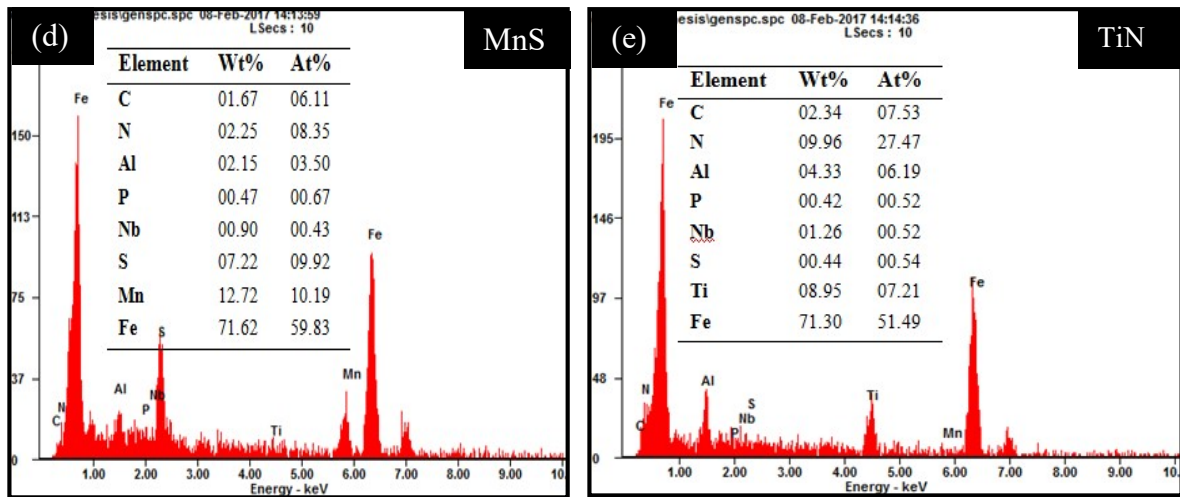 (d)
esis\genspc.spc 08-Feb-2017 14:13:59
LSecs : 10
MnS
Element Wt% At%
C 01.67 06.11
N 02.25 08.35
Al 02.15 03.50
P 00.47 00.67
Nb 00.90 00.43
S 07.22 09.92
Mn 12.72 10.19
Fe 71.62 59.83
Fe
150
113
75
37
0
C
N
Al
P
Nb
S
Ti
Mn
Fe
1.00 2.00 3.00 4.00 5.00 6.00 7.00 8.00 9.00 10.0
Energy - keV
(e)
nesis\genspc.spc 08-Feb-2017 14:14:36
LSecs : 10
TiN
Element Wt% At%
C 02.34 07.53
N 09.96 27.47
Al 04.33 06.19
P 00.42 00.52
Nb 01.26 00.52
S 00.44 00.54
Ti 08.95 07.21
Fe 71.30 51.49
Fe
195
146
97
48
0
C
N
Al
P
Nb
S
Ti
Mn
Fe
1.00 2.00 3.00 4.00 5.00 6.00 7.00 8.00 9.00 10.
Energy - keV